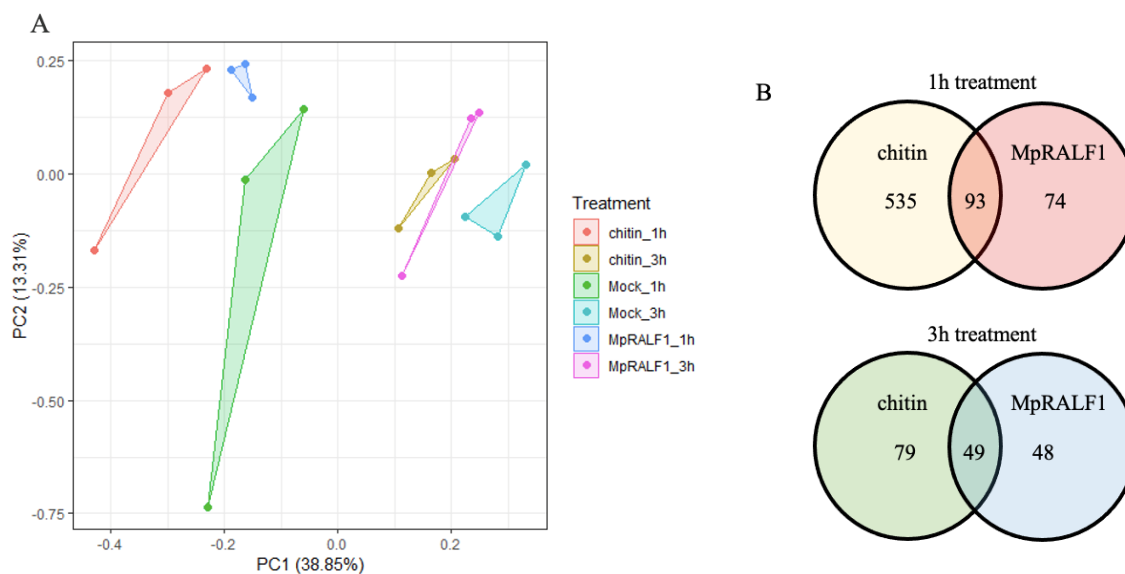 A
0.25
0.00
-0.25
-0.50
-0.75
PC2 (13.31%)
-0.4
-0.2
0.0
0.2
PC1 (38.85%)
Treatment
chitin_1h
chitin_3h
Mock_1h
Mock_3h
MpRALF1_1h
MpRALF1_3h
B
1h treatment
chitin
MpRALF1
535
93
74
3h treatment
chitin
MpRALF1
79
49
48